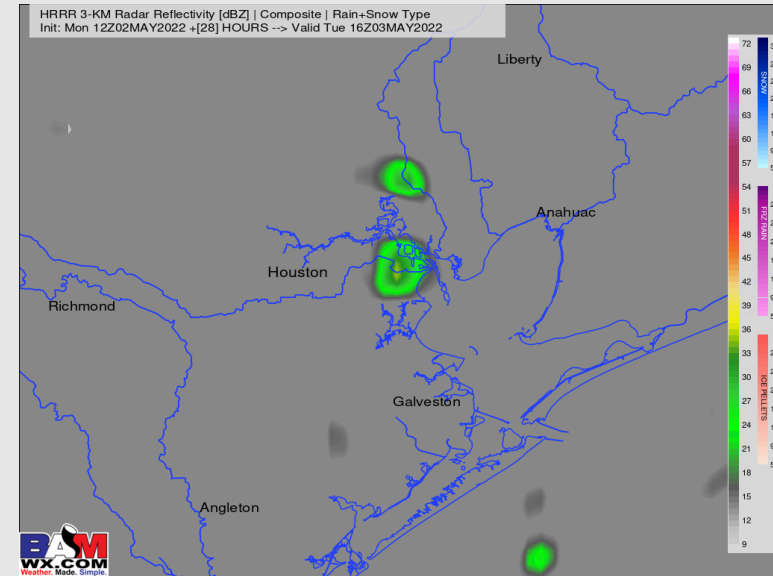 HRRR 3-KM Radar Reflectivity [dBZ] | Composite | Rain+Snow Type
Init: Mon 12Z02MAY2022 +[28] HOURS --> Valid Tue 16Z03MAY2022
Liberty
Anahuac
Houston
Richmond
Galveston
Angleton
72
69
66
63
60
57
54
51
48
45
42
39
36
33
30
27
24
21
18
15
12
9
SNOW
FRZ RAIN
ICE PELLETS
BAM
WX.COM
Weather. Made. Simple.